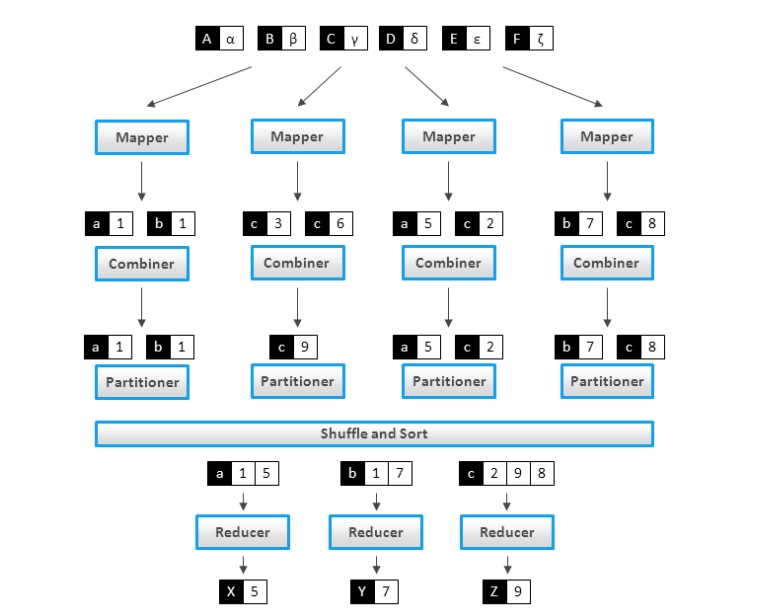 A α B β C γ D δ E ε F ζ
Mapper Mapper Mapper Mapper
a 1 b 1 c 3 c 6 a 5 c 2 b 7 c 8
Combiner Combiner Combiner Combiner
a 1 b 1 c 9 a 5 c 2 b 7 c 8
Partitioner Partitioner Partitioner Partitioner
Shuffle and Sort
a 1 5 b 1 7 c 2 9 8
Reducer Reducer Reducer
X 5 Y 7 Z 9